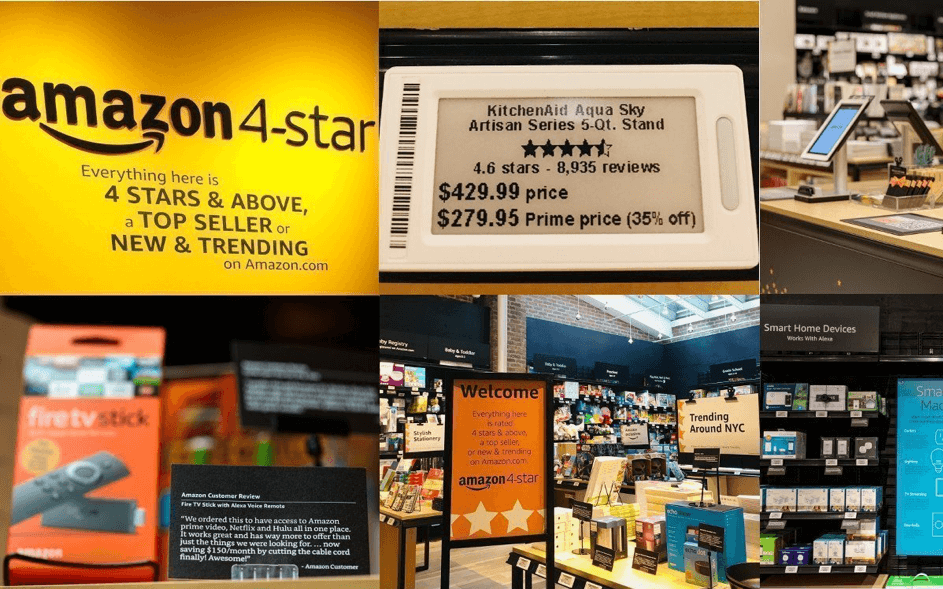 amazon 4-star
Everything here is
4 STARS & ABOVE,
a TOP SELLER or
NEW & TRENDING
on Amazon.com
KitchenAid Aqua Sky
Artisan Series 5-Qt. Stand
4.6 stars - 8,935 reviews
$429.99 price
$279.95 Prime price (35% off)
fire tv stick
amazon
Amazon Customer Review
Fire TV Stick with Alexa Voice Remote
"We ordered this to have access to Amazon
prime video, Netflix and Hulu all in one place.
It works great and has way more to offer than
just the things we were looking for. ... now
saving $150/month by cutting the cable cord
finally! Awesome!"
- Amazon Customer
Baby Registry
Baby & Toddler
Stylish
Stationery
Welcome
Everything here
is rated
4 stars & above,
a top seller,
or new & trending
on Amazon.com.
amazon 4-star
Trending
Around NYC
Smart Home Devices
Works With Alexa